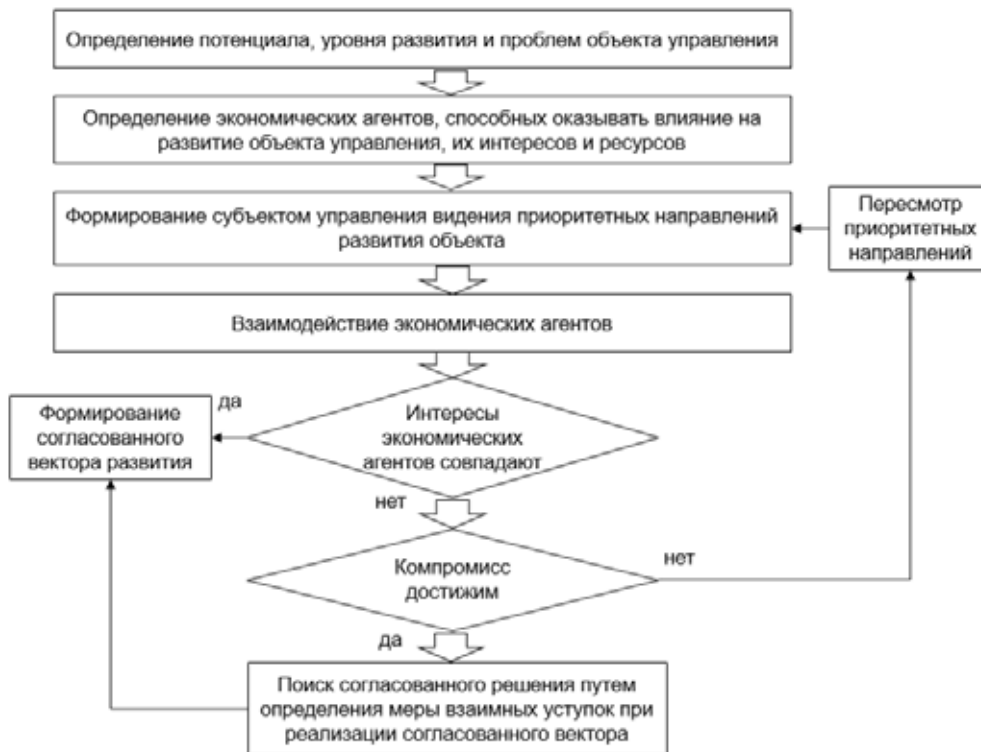 Определение потенциала, уровня развития и проблем объекта управления
Определение экономических агентов, способных оказывать влияние на
развитие объекта управления, их интересов и ресурсов
Формирование субъектом управления видения приоритетных направлений
развития объекта
Пересмотр
приоритетных
направлений
Взаимодействие экономических агентов
Формирование
согласованного
вектора развития
да
Интересы
экономических
агентов совпадают
нет
Компромисс
достижим
нет
да
Поиск согласованного решения путем
определения меры взаимных уступок при
реализации согласованного вектора